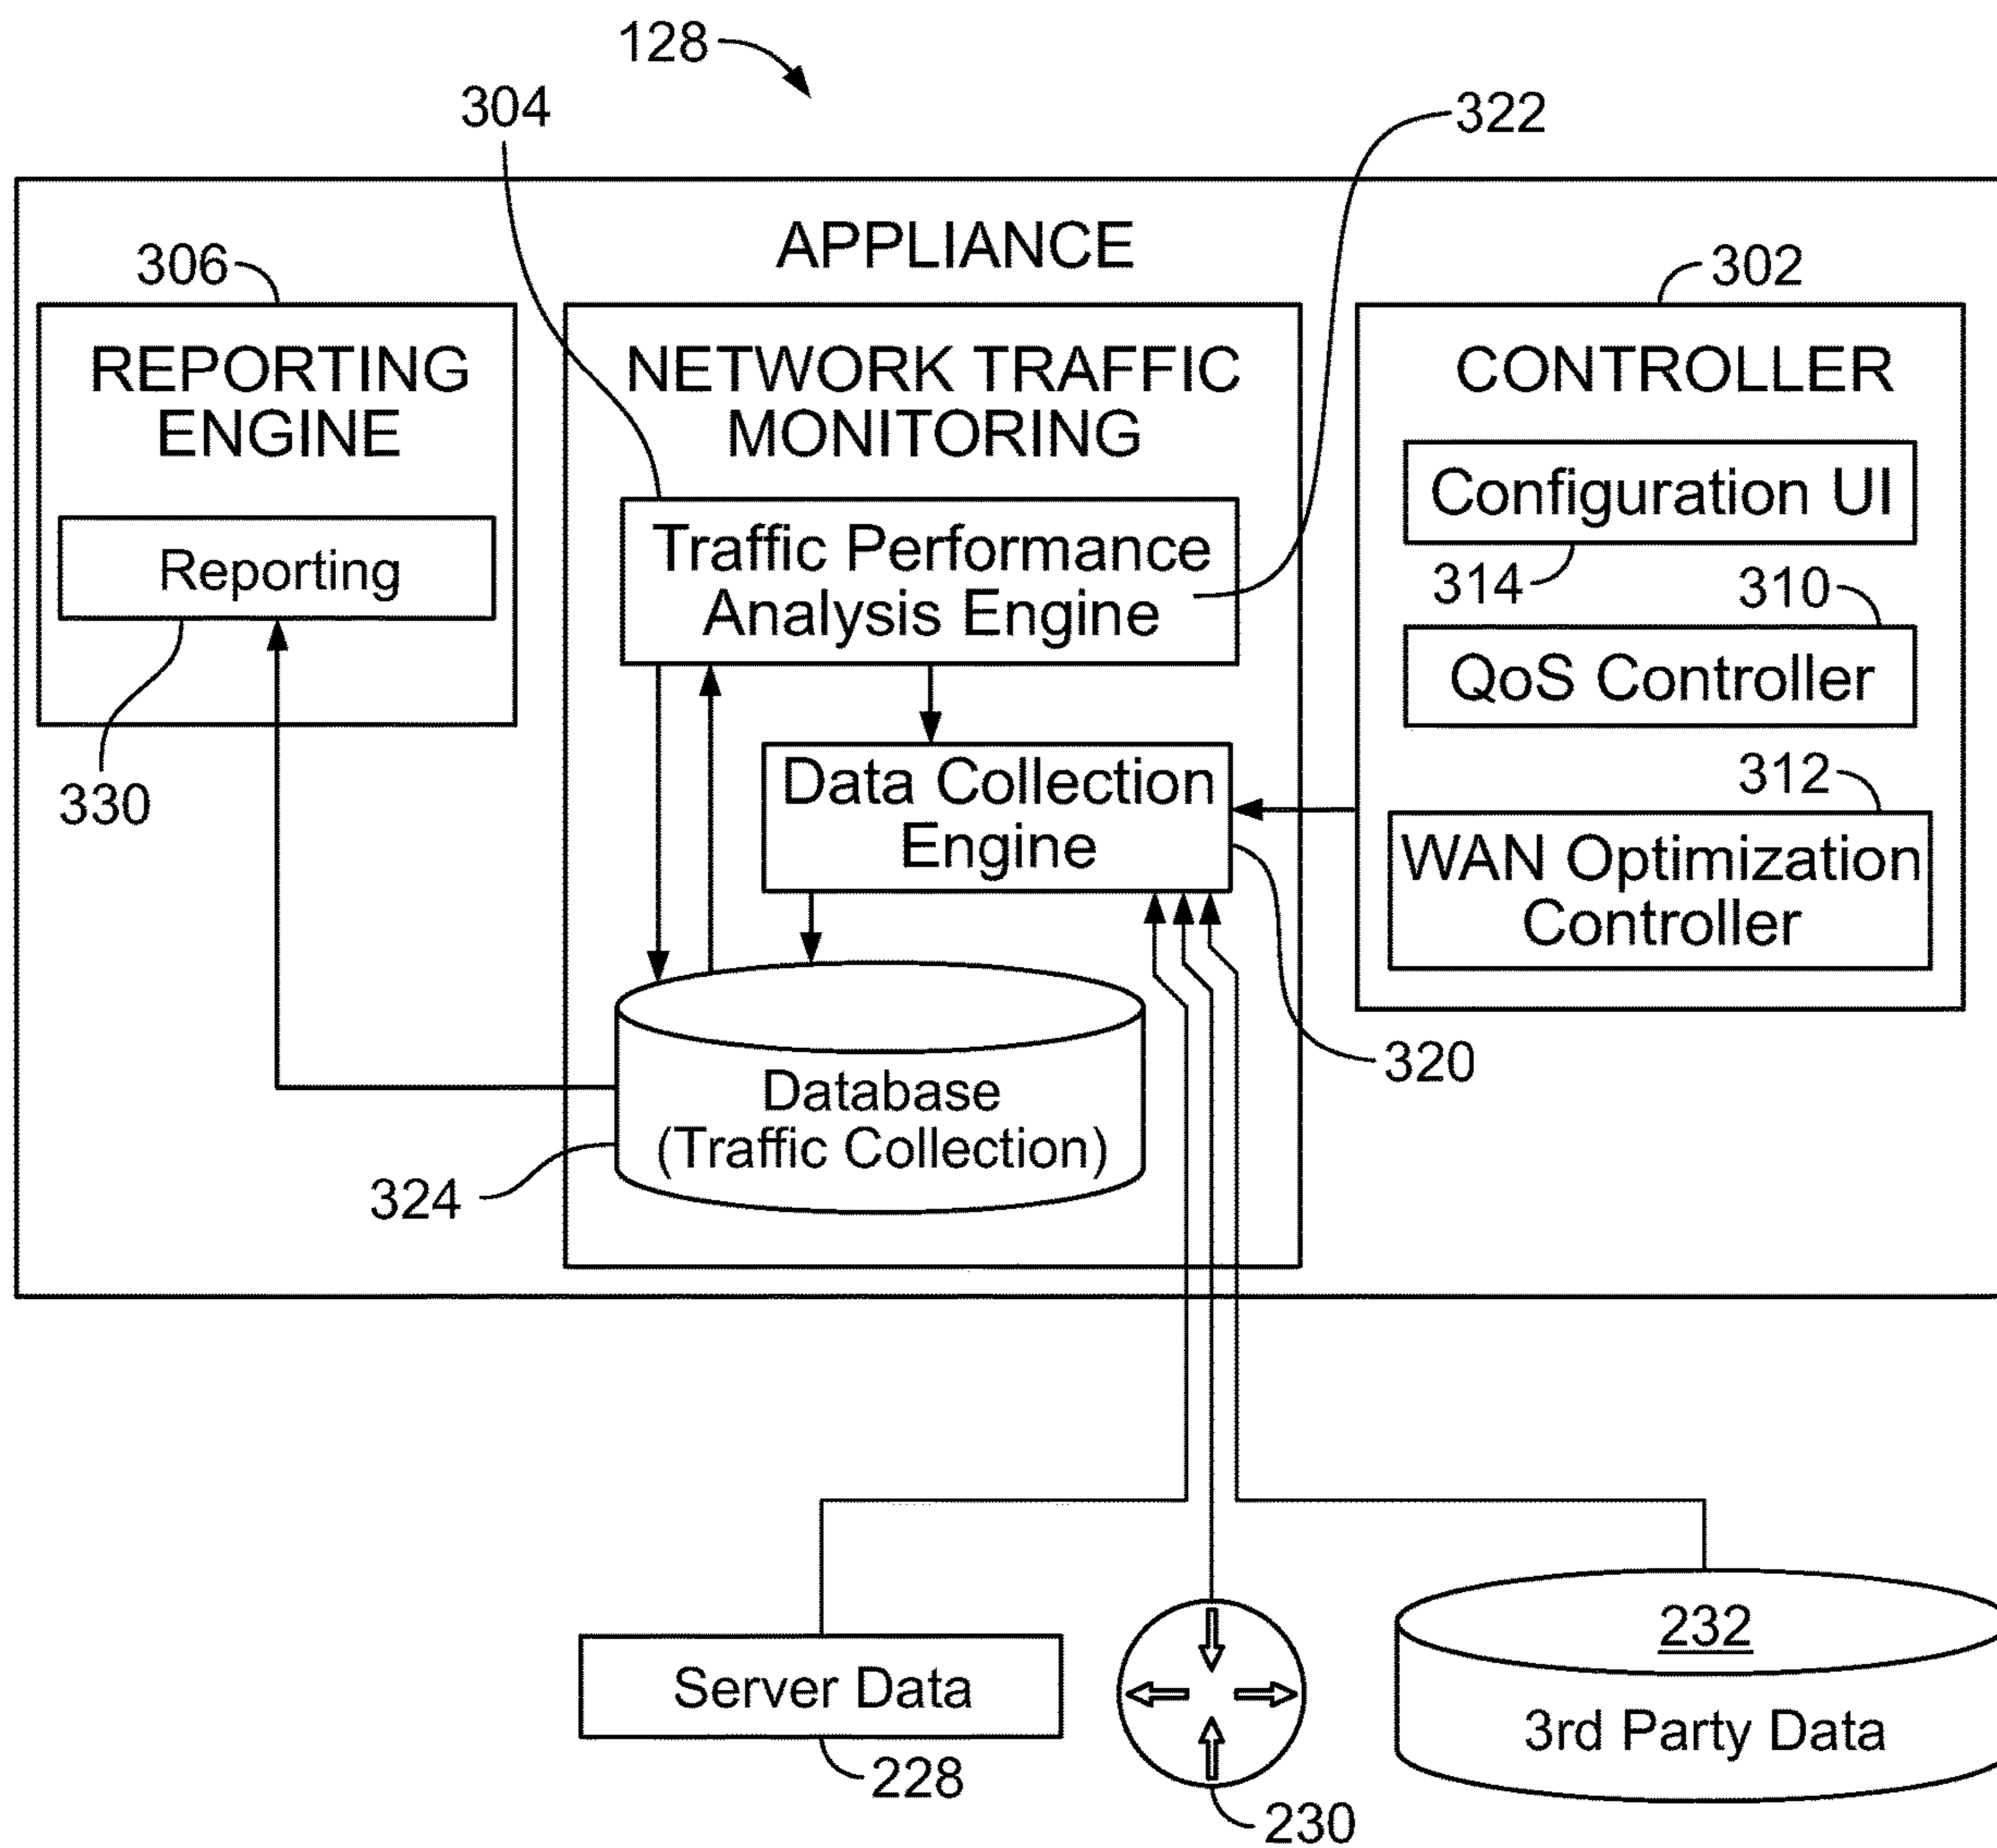 128
304
322
APPLIANCE
306
302
REPORTING
ENGINE
NETWORK TRAFFIC
MONITORING
CONTROLLER
Configuration UI
314
Reporting
330
Traffic Performance
Analysis Engine
310
QoS Controller
Data Collection
Engine
312
WAN Optimization
Controller
320
Database
(Traffic Collection)
324
Server Data
228
230
232
3rd Party Data